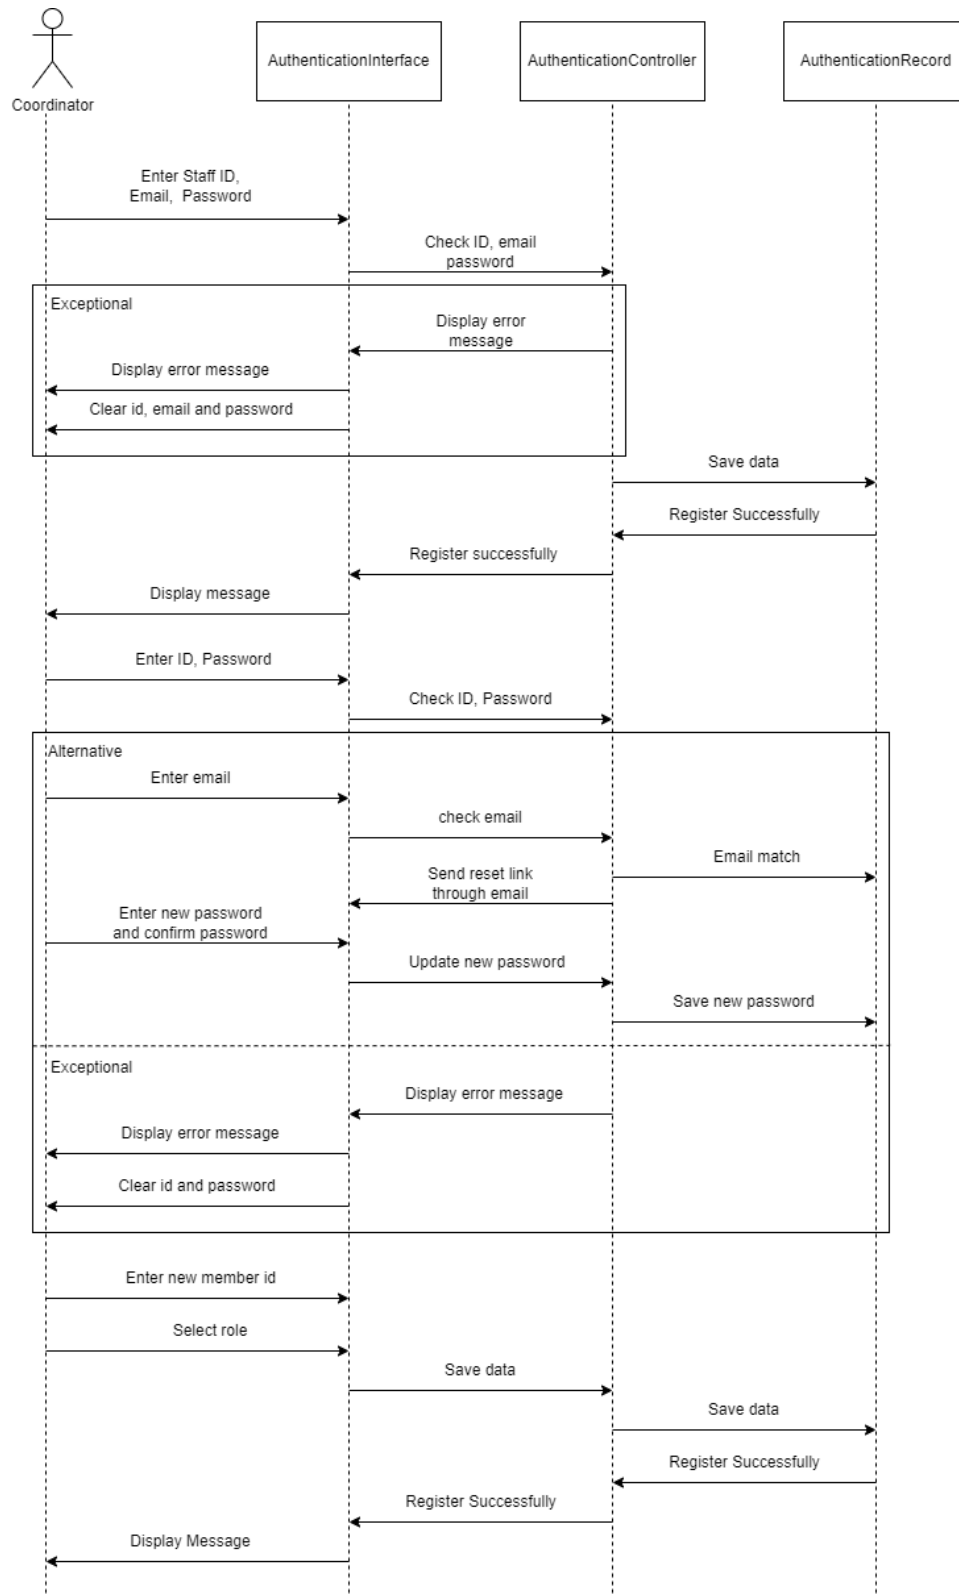 AuthenticationInterface
AuthenticationController
AuthenticationRecord
Coordinator
Enter Staff ID,
Email, Password
Check ID, email
password
Exceptional
Display error
message
Display error message
Clear id, email and password
Save data
Register Successfully
Register successfully
Display message
Enter ID, Password
Check ID, Password
Alternative
Enter email
check email
Email match
Send reset link
through email
Enter new password
and confirm password
Update new password
Save new password
Exceptional
Display error message
Display error message
Clear id and password
Enter new member id
Select role
Save data
Save data
Register Successfully
Register Successfully
Display Message